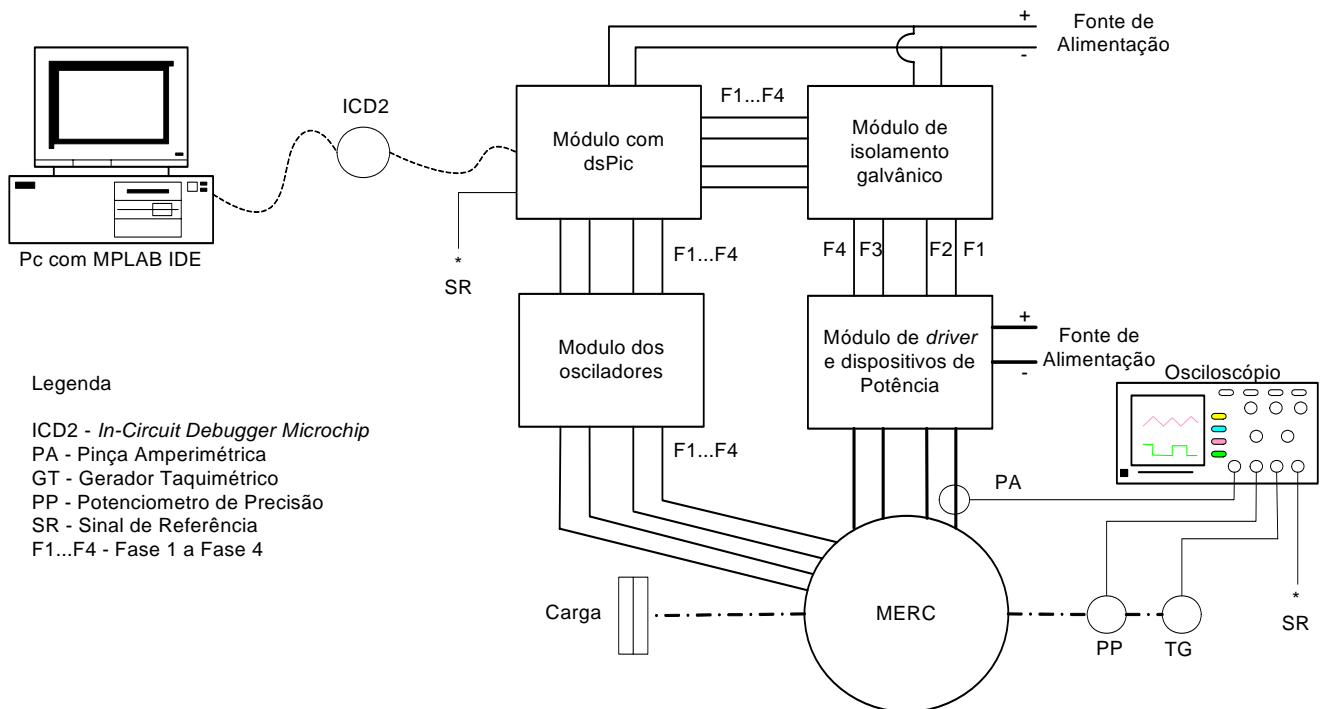 +
Fonte de
Alimentação
-
ICD2
F1...F4
Módulo com
dsPic
Módulo de
isolamento
galvânico
Pc com MPLAB IDE
*
SR
F1...F4
F4
F3
F2
F1
Modulo dos
osciladores
Módulo de driver
e dispositivos de
Potência
+
Fonte de
Alimentação
-
Osciloscópio
Legenda
ICD2 - In-Circuit Debugger Microchip
PA - Pinça Amperimétrica
GT - Gerador Taquimétrico
PP - Potenciometro de Precisão
SR - Sinal de Referência
F1...F4 - Fase 1 a Fase 4
F1...F4
PA
Carga
MERC
PP
TG
*
SR